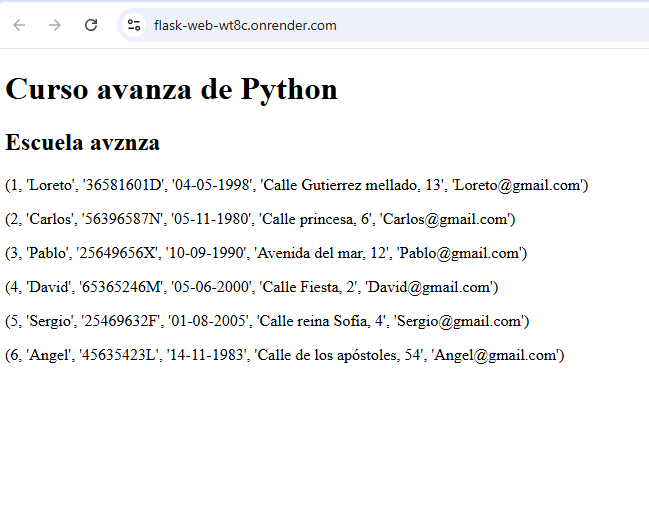 flask-web-wt8c.onrender.com
Curso avanza de Python
Escuela avznza
(1, 'Loreto', '36581601D', '04-05-1998', 'Calle Gutierrez mellado, 13', 'Loreto@gmail.com')
(2, 'Carlos', '56396587N', '05-11-1980', 'Calle princesa, 6', 'Carlos@gmail.com')
(3, 'Pablo', '25649656X', '10-09-1990', 'Avenida del mar, 12', 'Pablo@gmail.com')
(4, 'David', '65365246M', '05-06-2000', 'Calle Fiesta, 2', 'David@gmail.com')
(5, 'Sergio', '25469632F', '01-08-2005', 'Calle reina Sofía, 4', 'Sergio@gmail.com')
(6, 'Angel', '45635423L', '14-11-1983', 'Calle de los apóstoles, 54', 'Angel@gmail.com')